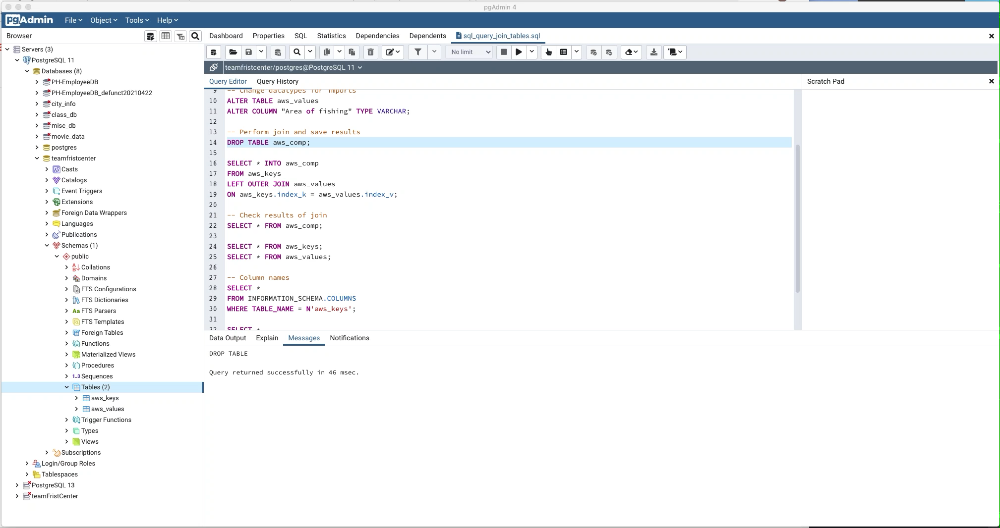 pgAdmin 4
pgAdmin File Object Tools Help
Browser
Dashboard Properties SQL Statistics Dependencies Dependents sql_query_join_tables.sql
No limit
teamfristcenter/postgres@PostgreSQL 11
Query Editor Query History
Scratch Pad
Servers (3)
PostgreSQL 11
Databases (8)
PH-EmployeeDB
PH-EmployeeDB_defunct20210422
city_info
class_db
misc_db
movie_data
postgres
teamfristcenter
Casts
Catalogs
Event Triggers
Extensions
Foreign Data Wrappers
Languages
Publications
Schemas (1)
public
Collations
Domains
FTS Configurations
FTS Dictionaries
Aa FTS Parsers
FTS Templates
Foreign Tables
Functions
Materialized Views
Procedures
1..3 Sequences
Tables (2)
aws_keys
aws_values
Trigger Functions
Types
Views
Subscriptions
Login/Group Roles
Tablespaces
PostgreSQL 13
teamFristCenter
9 -- Change datatypes for imports
10 ALTER TABLE aws_values
11 ALTER COLUMN "Area of fishing" TYPE VARCHAR;
12
13 -- Perform join and save results
14 DROP TABLE aws_comp;
15
16 SELECT * INTO aws_comp
17 FROM aws_keys
18 LEFT OUTER JOIN aws_values
19 ON aws_keys.index_k = aws_values.index_v;
20
21 -- Check results of join
22 SELECT * FROM aws_comp;
23
24 SELECT * FROM aws_keys;
25 SELECT * FROM aws_values;
26
27 -- Column names
28 SELECT *
29 FROM INFORMATION_SCHEMA.COLUMNS
30 WHERE TABLE_NAME = N'aws_keys';
31
32 SELECT *
Data Output Explain Messages Notifications
DROP TABLE
Query returned successfully in 46 msec.